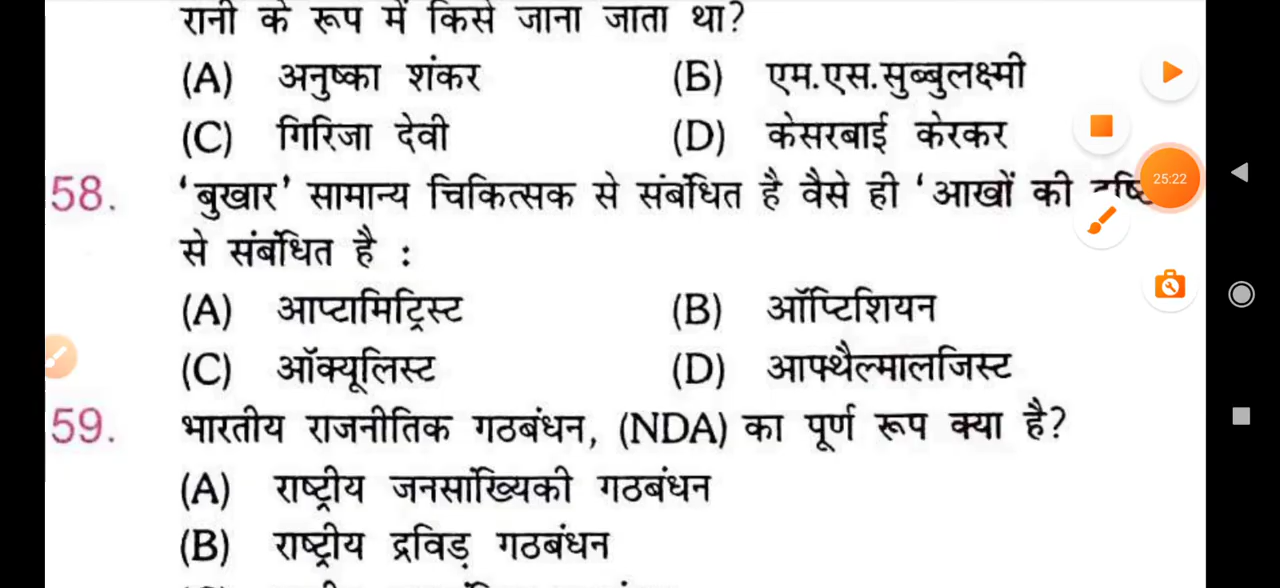 रानी के रूप में किसे जाना जाता था?
(A) अनुष्का शंकर (B) एम.एस.सुब्बुलक्ष्मी
(C) गिरिजा देवी (D) केसरबाई केरकर
58. 'बुखार' सामान्य चिकित्सक से संबंधित है वैसे ही 'आखों की
25:22
से संबंधित है :
(A) आप्टामिट्रिस्ट (B) ऑप्टिशियन
(C) ऑक्यूलिस्ट (D) आफ्थैल्मालजिस्ट
59. भारतीय राजनीतिक गठबंधन, (NDA) का पूर्ण रूप क्या है?
(A) राष्ट्रीय जनसांख्यिकी गठबंधन
(B) राष्ट्रीय द्रविड़ गठबंधन